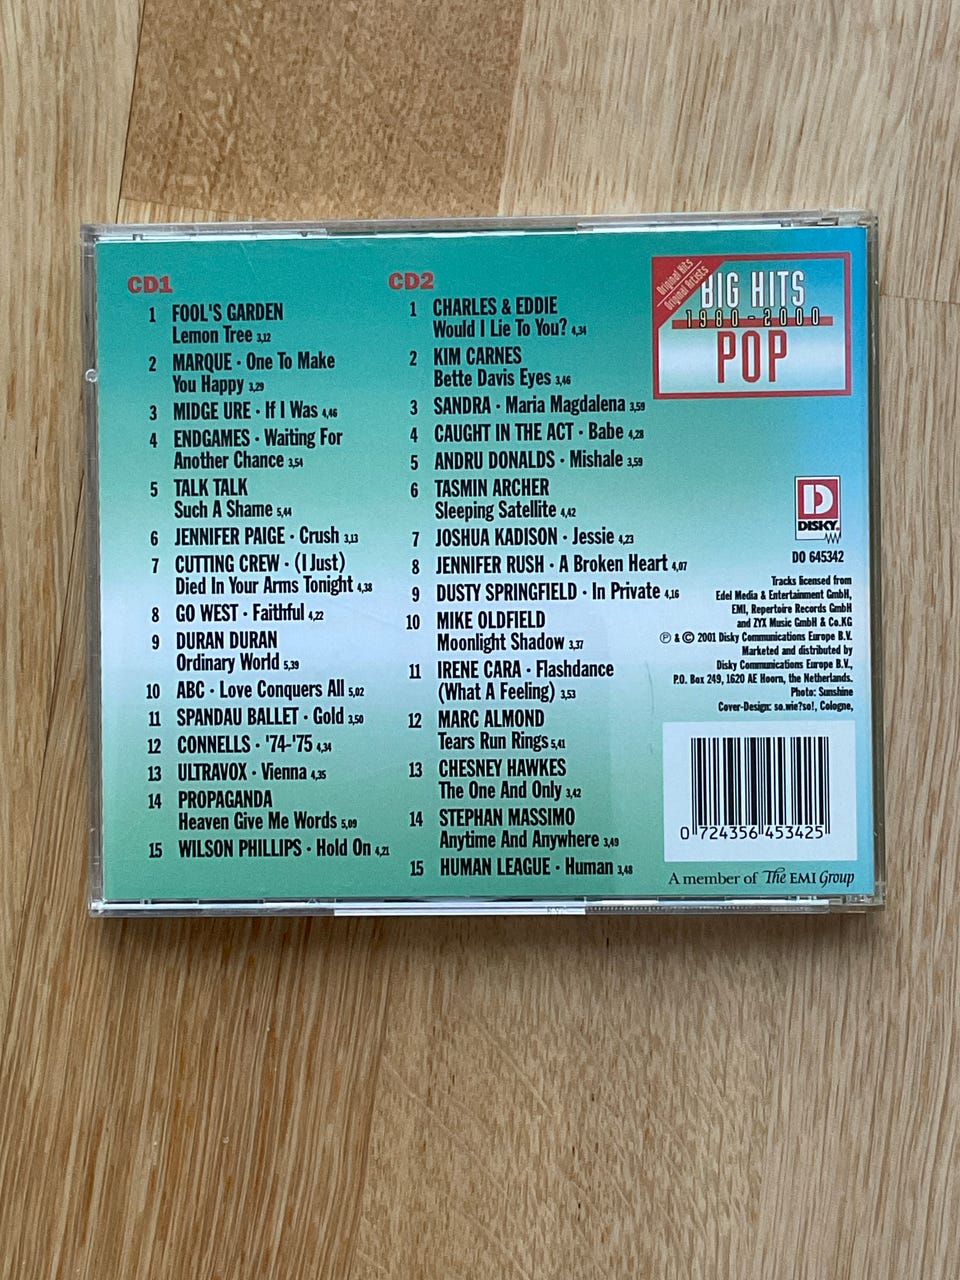 CD1
1 FOOL'S GARDEN
Lemon Tree 3,12
2 MARQUE · One To Make
You Happy 3,29
3 MIDGE URE · If I Was 4,46
4 ENDGAMES · Waiting For
Another Chance 3,54
5 TALK TALK
Such A Shame 5,44
6 JENNIFER PAIGE · Crush 3,13
7 CUTTING CREW · (I Just)
Died In Your Arms Tonight 4,38
8 GO WEST · Faithful 4,22
9 DURAN DURAN
Ordinary World 5,39
10 ABC · Love Conquers All 5,02
11 SPANDAU BALLET · Gold 3,50
12 CONNELLS · '74-'75 4,34
13 ULTRAVOX · Vienna 4,35
14 PROPAGANDA
Heaven Give Me Words 5,09
15 WILSON PHILLIPS · Hold On 4,21
CD2
1 CHARLES & EDDIE
Would I Lie To You? 4,34
2 KIM CARNES
Bette Davis Eyes 3,46
3 SANDRA · Maria Magdalena 3,59
4 CAUGHT IN THE ACT · Babe 4,28
5 ANDRU DONALDS · Mishale 3,59
6 TASMIN ARCHER
Sleeping Satellite 4,42
7 JOSHUA KADISON · Jessie 4,23
8 JENNIFER RUSH · A Broken Heart 4,07
9 DUSTY SPRINGFIELD · In Private 4,16
10 MIKE OLDFIELD
Moonlight Shadow 3,37
11 IRENE CARA · Flashdance
(What A Feeling) 3,53
12 MARC ALMOND
Tears Run Rings 5,41
13 CHESNEY HAWKES
The One And Only 3,42
14 STEPHAN MASSIMO
Anytime And Anywhere 3,49
15 HUMAN LEAGUE · Human 3,48
Original Hits
Original Artists
BIG HITS
1980-2000
POP
D
DISKY
DO 645342
Tracks licensed from
Edel Media & Entertainment GmbH,
EMI, Repertoire Records GmbH
and ZYX Music GmbH & Co.KG
℗ & © 2001 Disky Communications Europe B.V.
Marketed and distributed by
Disky Communications Europe B.V.,
P.O. Box 249, 1620 AE Hoorn, the Netherlands.
Photo: Sunshine
Cover-Design: so.wie?so!, Cologne,
0 724356 453425
A member of The EMI Group